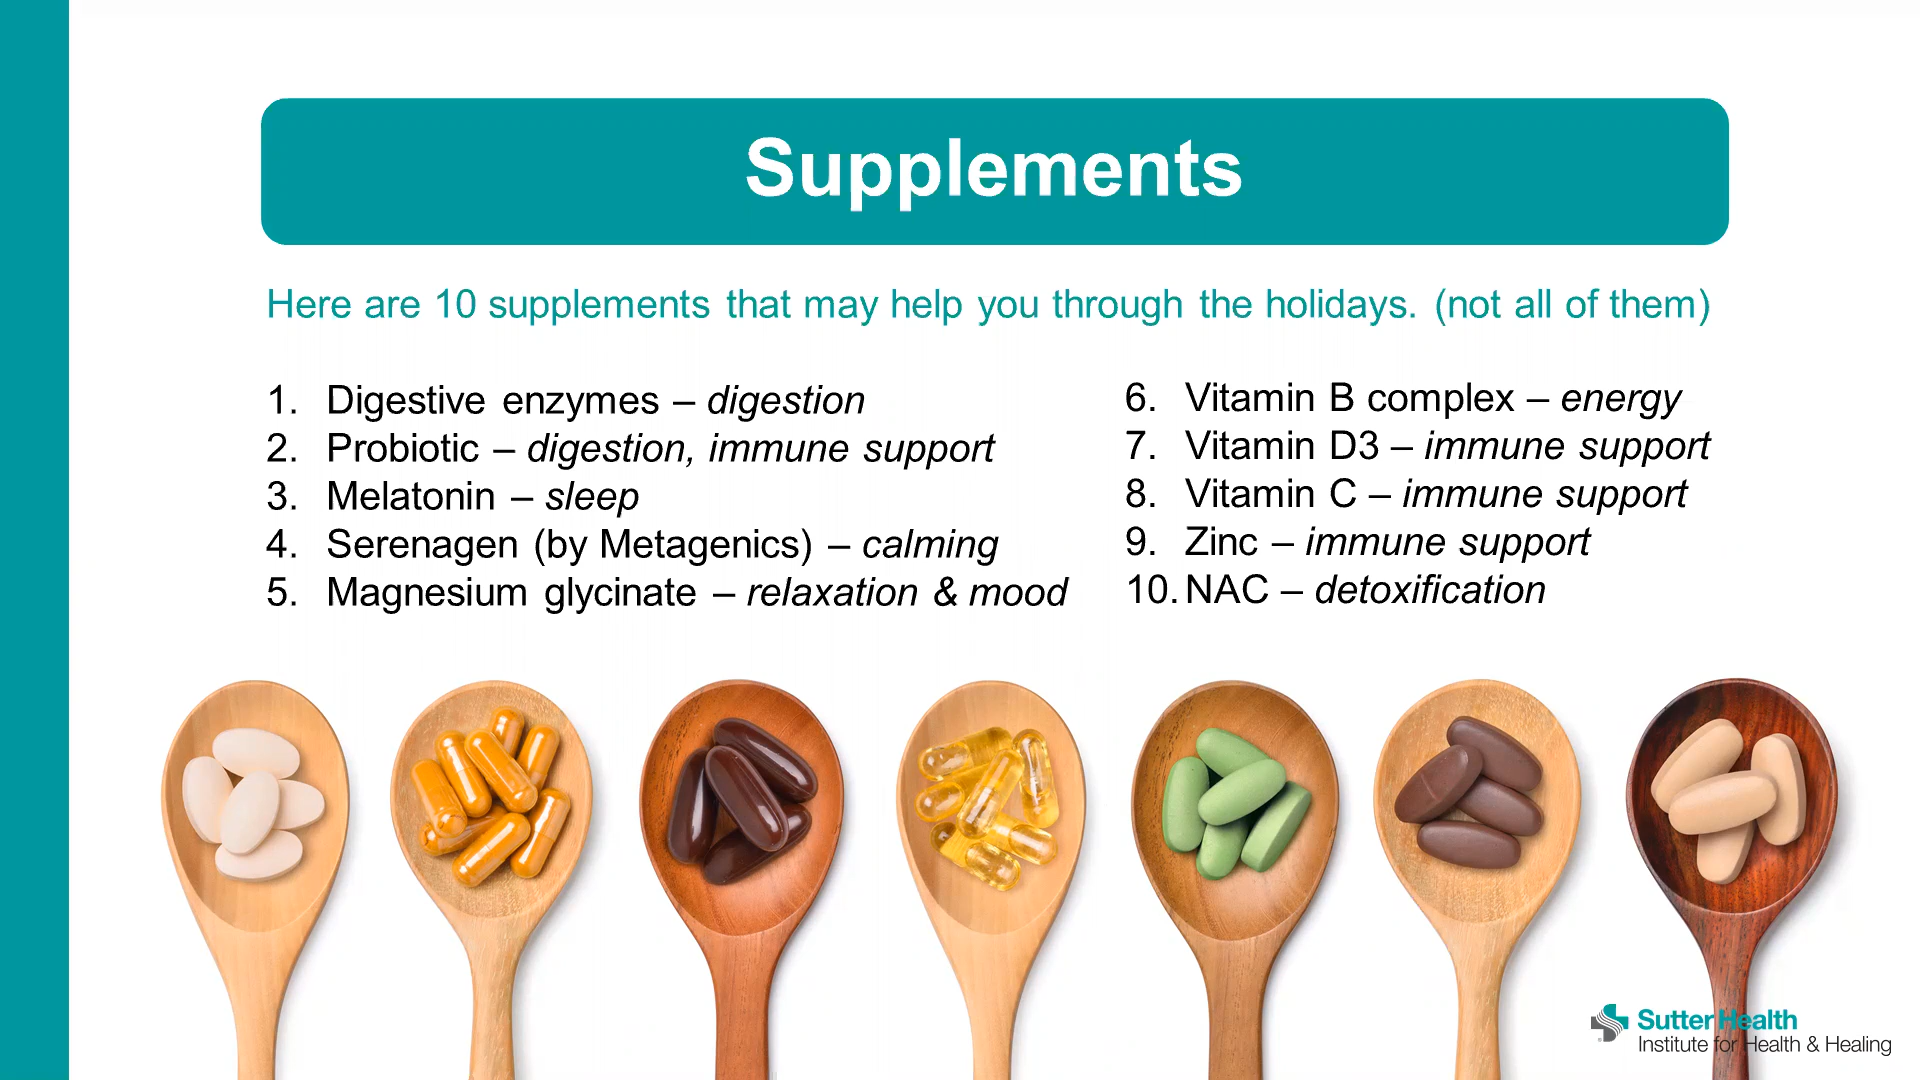 Supplements
Here are 10 supplements that may help you through the holidays. (not all of them)
1. Digestive enzymes – digestion
2. Probiotic – digestion, immune support
3. Melatonin – sleep
4. Serenagen (by Metagenics) – calming
5. Magnesium glycinate – relaxation & mood
6. Vitamin B complex – energy
7. Vitamin D3 – immune support
8. Vitamin C – immune support
9. Zinc – immune support
10. NAC – detoxification
Sutter Health
Institute for Health & Healing